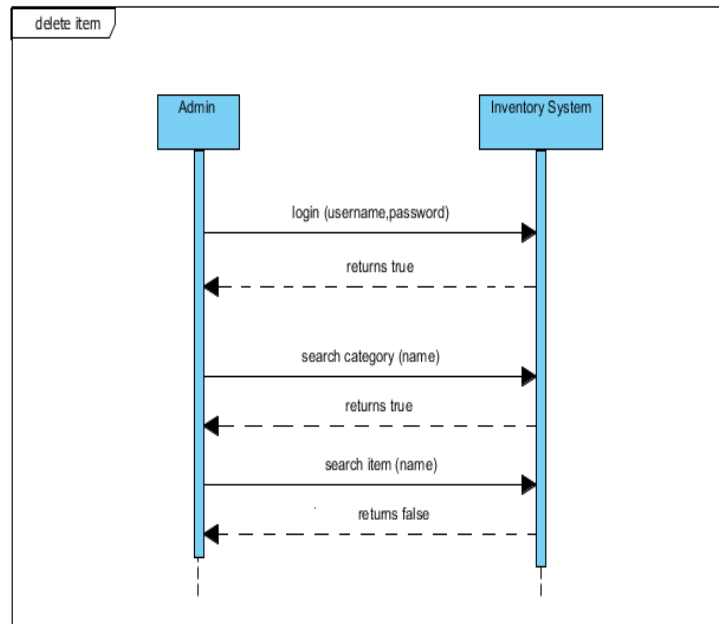 delete item
Admin
Inventory System
login (username,password)
returns true
search category (name)
returns true
search item (name)
returns false